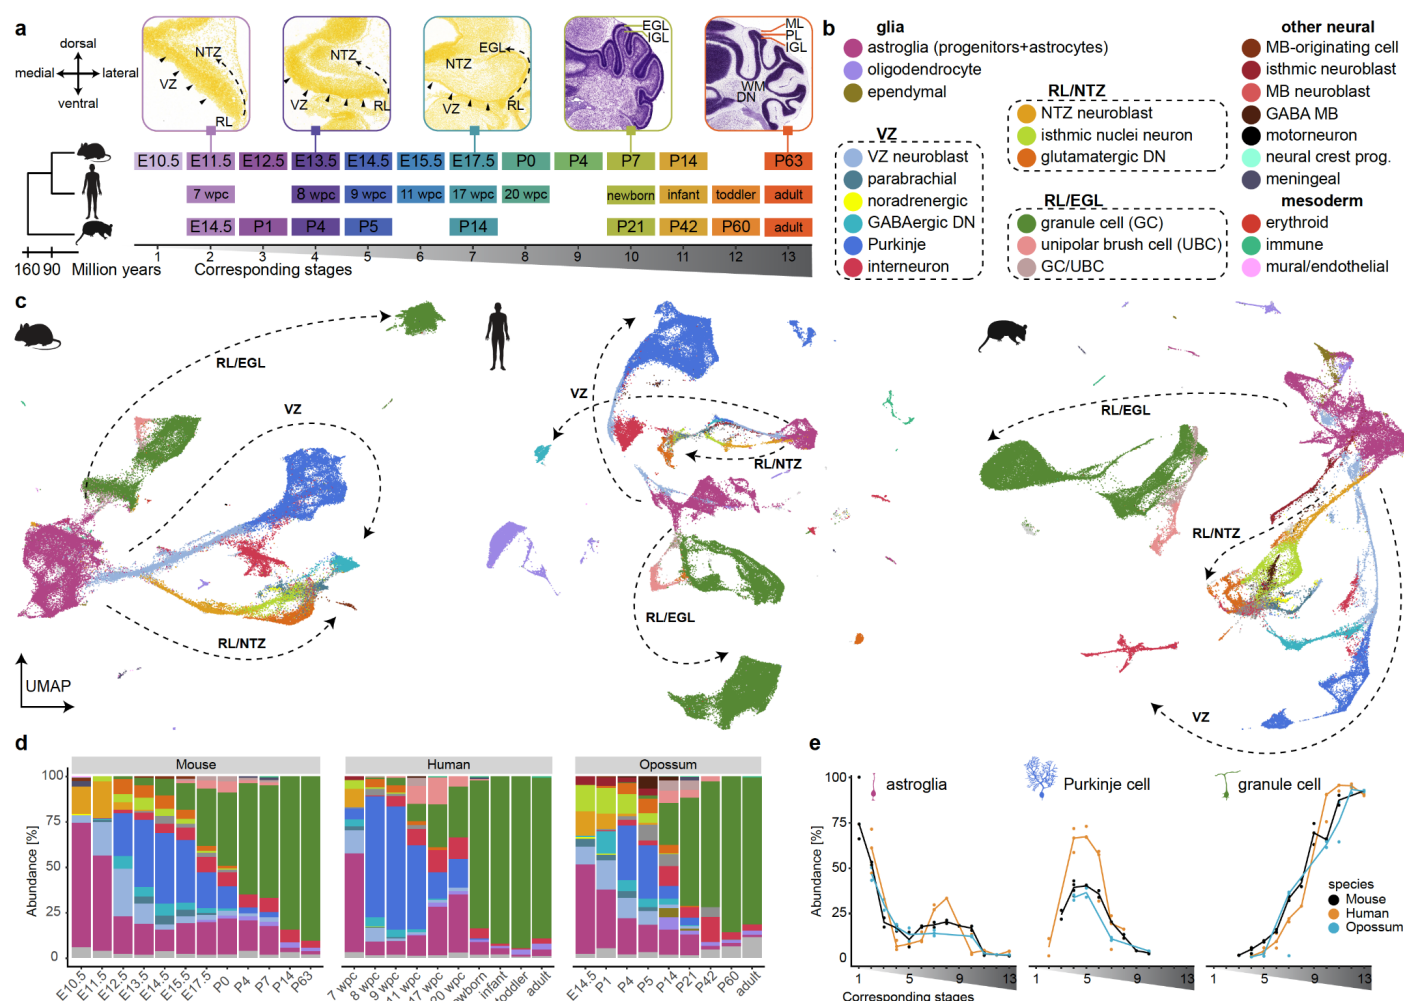 a
dorsal
medial
lateral
ventral
NTZ
VZ
RL
NTZ
VZ
RL
EGL
NTZ
VZ
RL
EGL
IGL
ML
PL
IGL
WM
DN
E10.5 E11.5 E12.5 E13.5 E14.5 E15.5 E17.5 P0 P4 P7 P14 P63
7 wpc 8 wpc 9 wpc 11 wpc 17 wpc 20 wpc newborn infant toddler adult
E14.5 P1 P4 P5 P14 P21 P42 P60 adult
160 90 Million years
1 2 3 4 5 6 7 8 9 10 11 12 13
Corresponding stages
b
glia
astroglia (progenitors+astrocytes)
oligodendrocyte
ependymal
VZ
VZ neuroblast
parabrachial
noradrenergic
GABAergic DN
Purkinje
interneuron
RL/NTZ
NTZ neuroblast
isthmic nuclei neuron
glutamatergic DN
RL/EGL
granule cell (GC)
unipolar brush cell (UBC)
GC/UBC
other neural
MB-originating cell
isthmic neuroblast
MB neuroblast
GABA MB
motorneuron
neural crest prog.
meningeal
mesoderm
erythroid
immune
mural/endothelial
c
RL/EGL
VZ
RL/NTZ
UMAP
VZ
RL/NTZ
RL/EGL
RL/EGL
RL/NTZ
VZ
d
Mouse
Human
Opossum
Abundance [%]
100
75
50
25
0
E10.5 E11.5 E12.5 E13.5 E14.5 E15.5 E17.5 P0 P4 P7 P14 P63
7 wpc 8 wpc 9 wpc 11 wpc 17 wpc 20 wpc newborn infant toddler adult
E14.5 P1 P4 P5 P14 P21 P42 P60 adult
e
astroglia
Purkinje cell
granule cell
Abundance [%]
100
75
50
25
0
species
Mouse
Human
Opossum
1 5 9 13
1 5 9 13
1 5 9 13
Corresponding stages